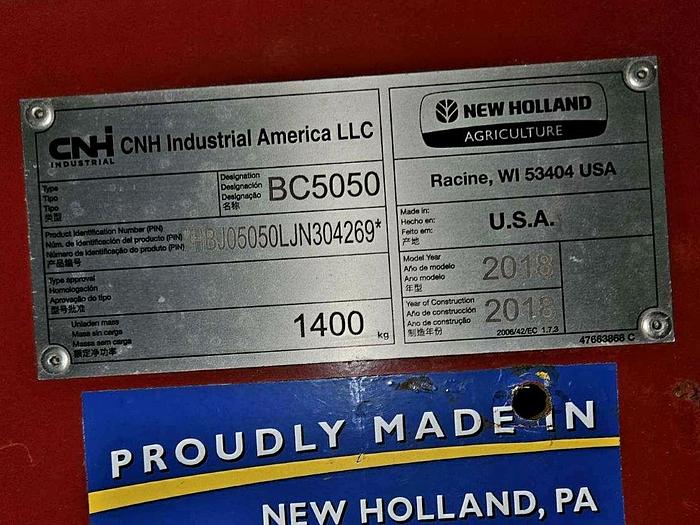 CNH
INDUSTRIAL
CNH Industrial America LLC
NEW HOLLAND
AGRICULTURE
Racine, WI 53404 USA
Type
Tipo
Tipo
类型
Designation
Designación
Designação
名称
BC5050
Product Identification Number (PIN)
Núm. de identificación del producto (PIN)
Número de identificação do produto (PIN)
产品编号
*HBJ05050LJN304269*
Made in:
Hecho en:
Feito em:
产地
U.S.A.
Type approval
Homologación
Aprovação do tipo
型号批准
Model Year
Año de modelo
Ano modelo
年型
2018
Unladen mass
Masa sin carga
Massa sem carga
额定净功率
1400 kg
Year of Construction
Año de construcción
Ano de construção
制造年份
2018
2006/42/EC 1.7.3
47663868 C
PROUDLY MADE IN
NEW HOLLAND, PA